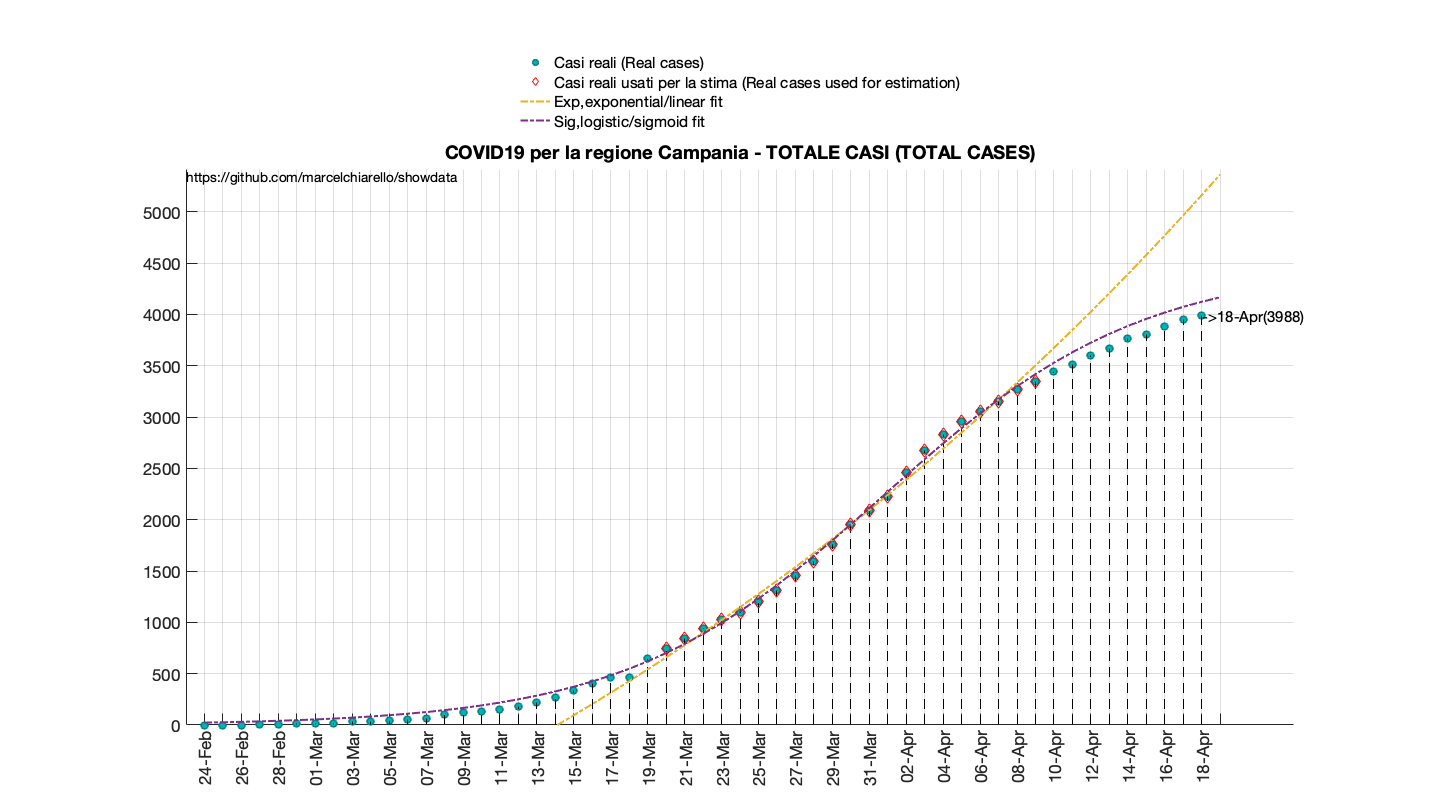 Casi reali (Real cases)
Casi reali usati per la stima (Real cases used for estimation)
Exp,exponential/linear fit
Sig,logistic/sigmoid fit
COVID19 per la regione Campania - TOTALE CASI (TOTAL CASES)
https://github.com/marcelchiarello/showdata
5000
4500
4000
3500
3000
2500
2000
1500
1000
500
0
->18-Apr(3988)
24-Feb
26-Feb
28-Feb
01-Mar
03-Mar
05-Mar
07-Mar
09-Mar
11-Mar
13-Mar
15-Mar
17-Mar
19-Mar
21-Mar
23-Mar
25-Mar
27-Mar
29-Mar
31-Mar
02-Apr
04-Apr
06-Apr
08-Apr
10-Apr
12-Apr
14-Apr
16-Apr
18-Apr